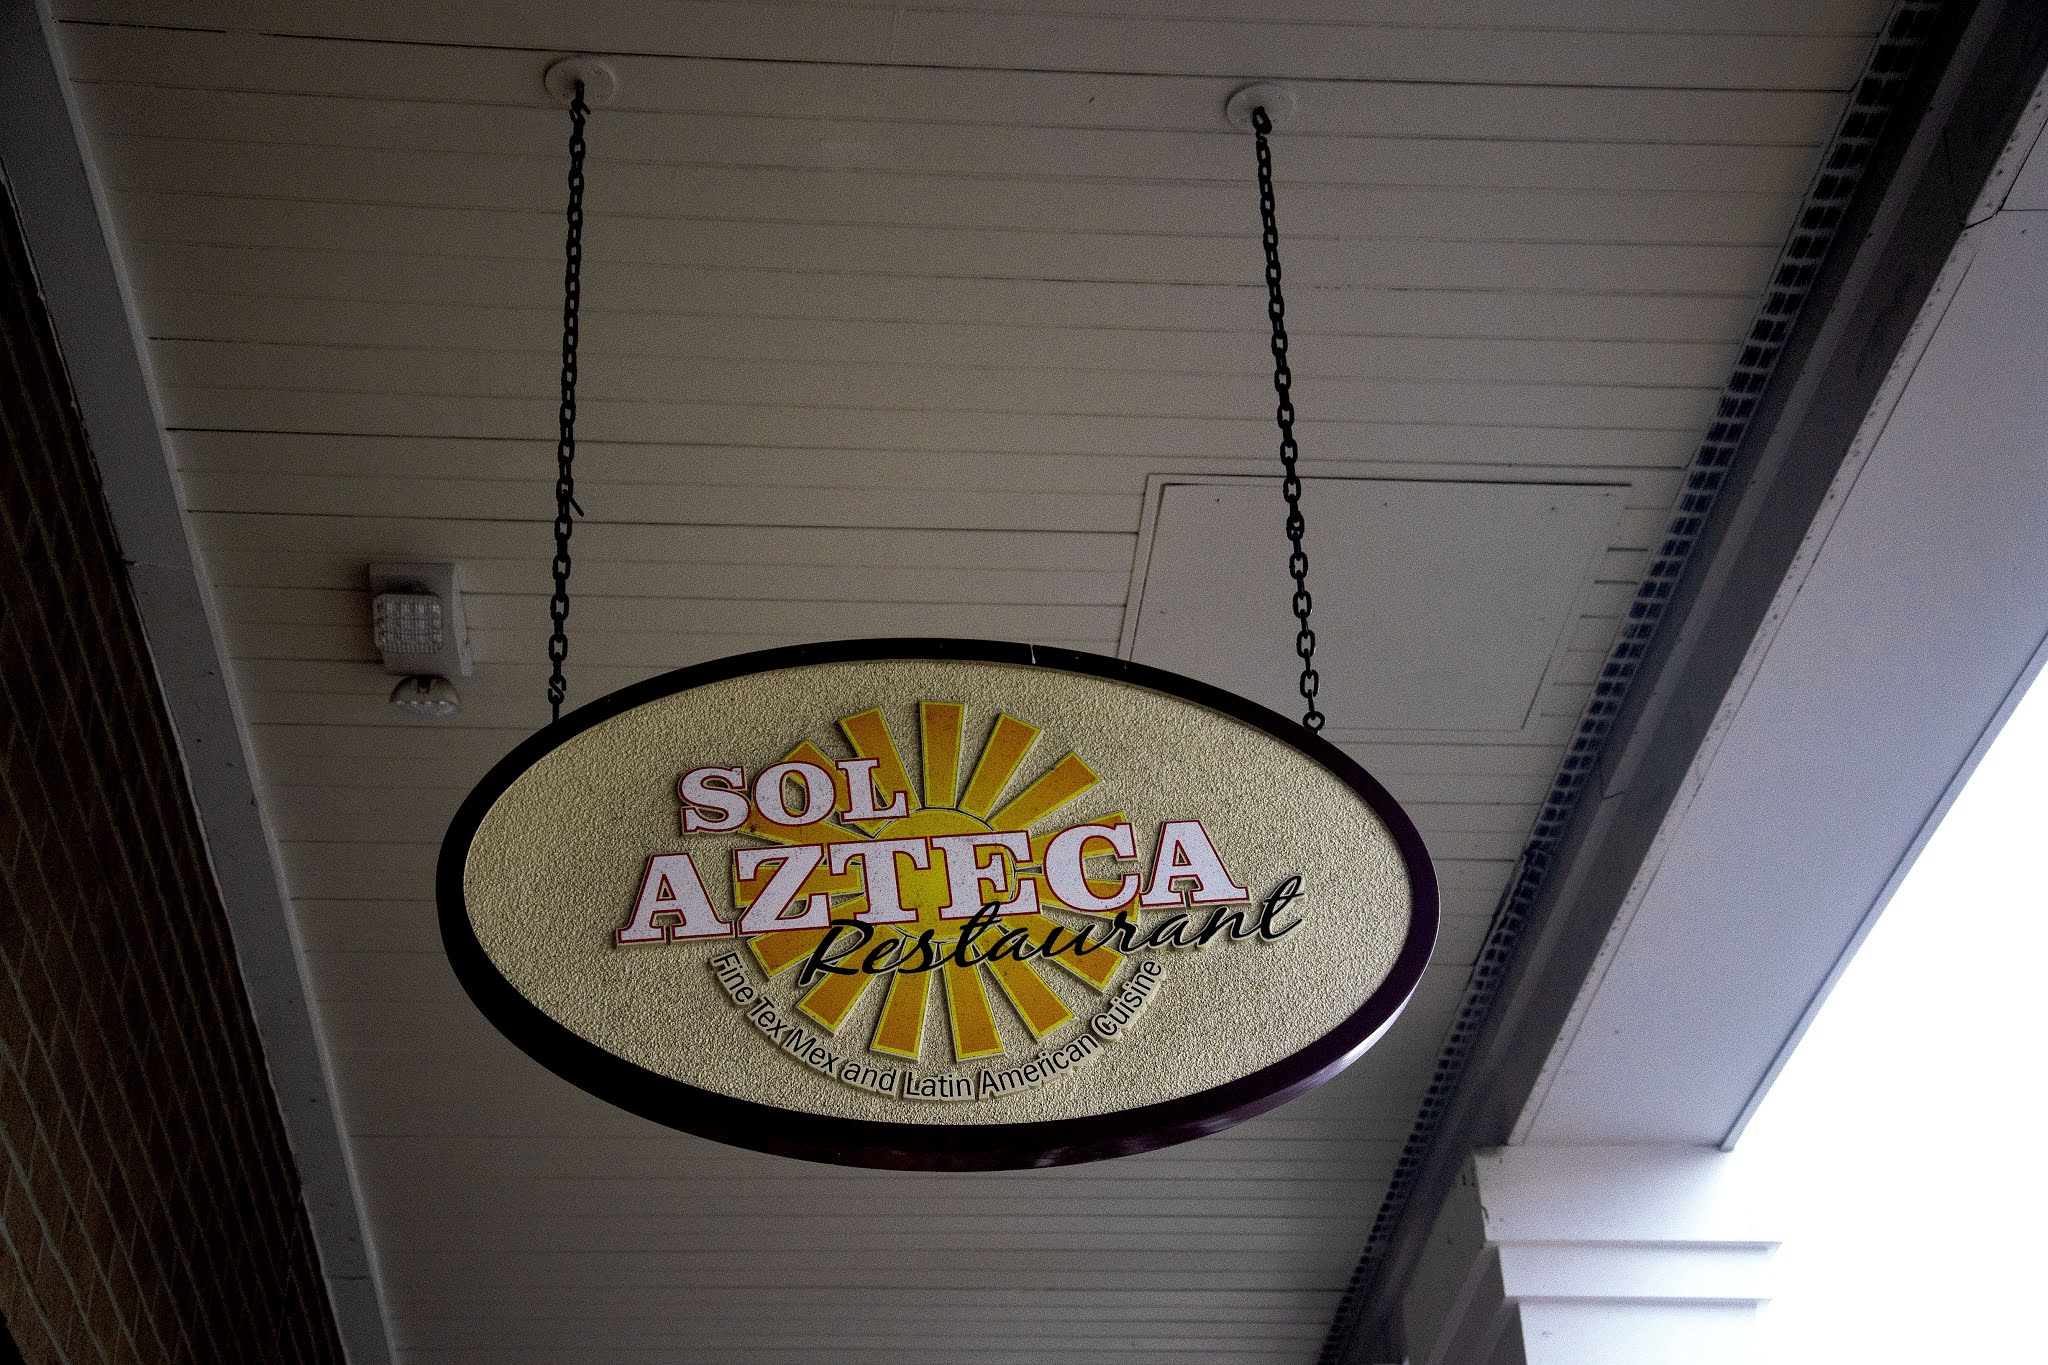 SOL
AZTECA
Restaurant
Fine Tex Mex and Latin American Cuisine